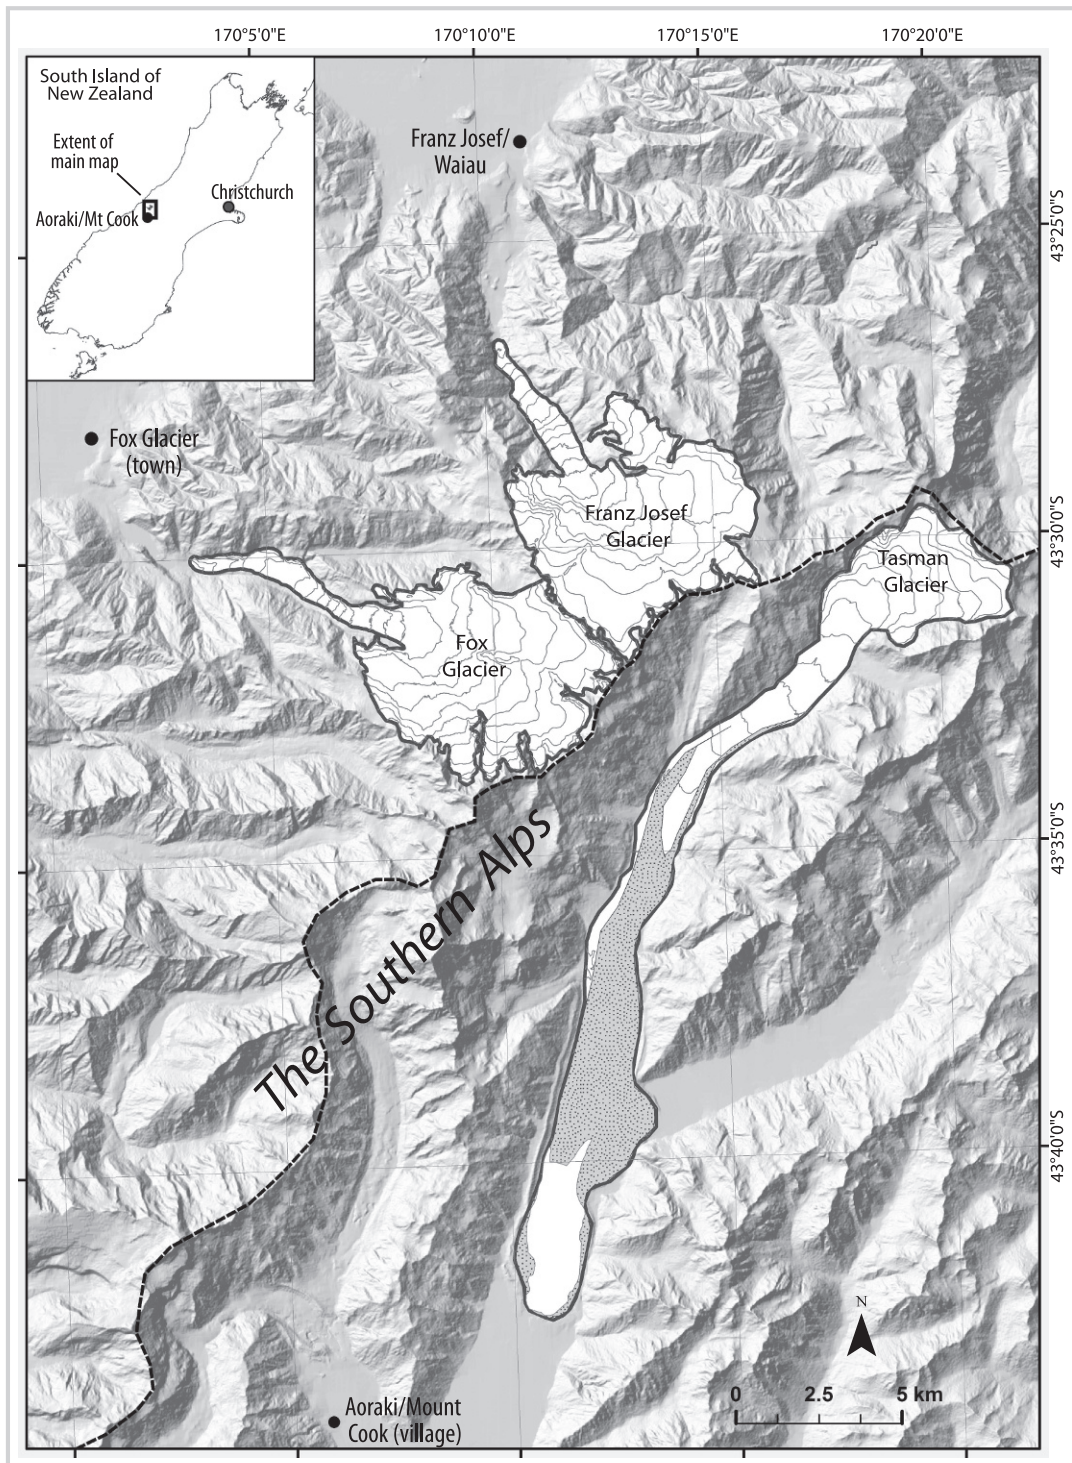 170°5'0"E
170°10'0"E
170°15'0"E
170°20'0"E
South Island of
New Zealand
Extent of
main map
Christchurch
Aoraki/Mt Cook
Franz Josef/
Waiau
43°25'0"S
Fox Glacier
(town)
Franz Josef
Glacier
43°30'0"S
Tasman
Glacier
Fox
Glacier
43°35'0"S
The Southern Alps
43°40'0"S
N
0 2.5 5 km
Aoraki/Mount
Cook (village)